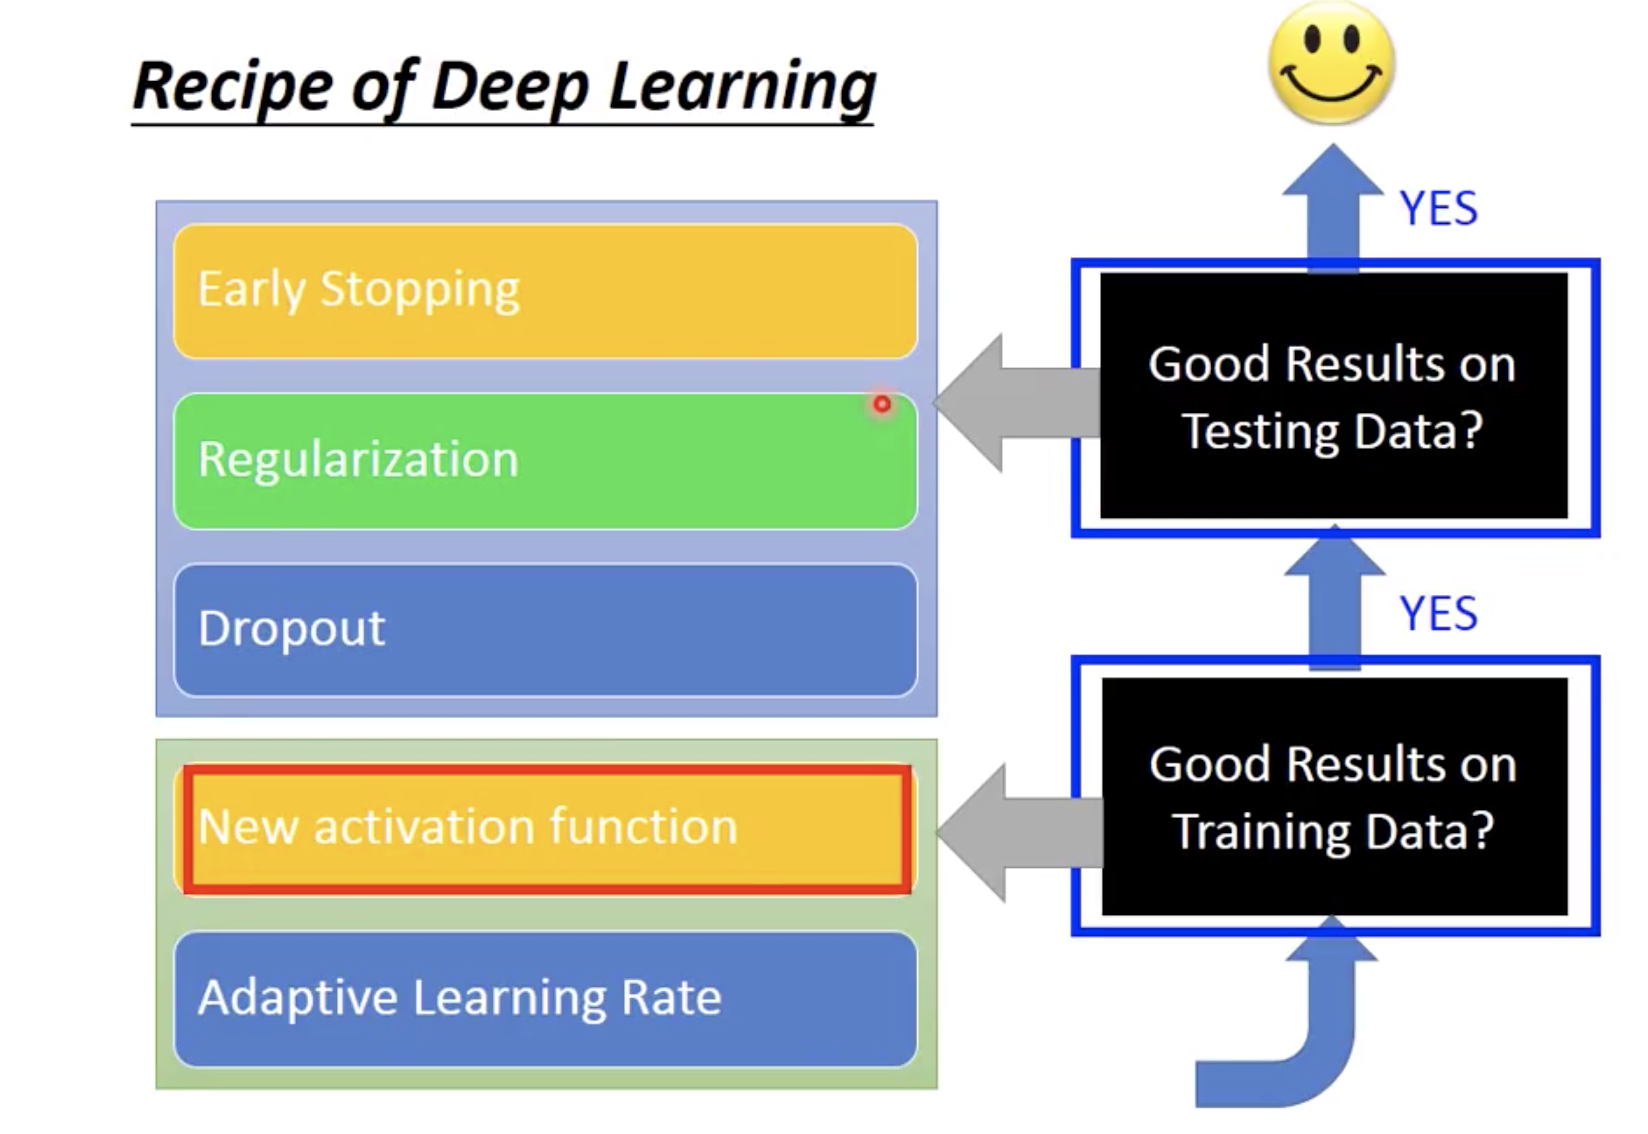 Recipe of Deep Learning
YES
Early Stopping
Good Results on
Testing Data?
Regularization
YES
Dropout
Good Results on
Training Data?
New activation function
Adaptive Learning Rate